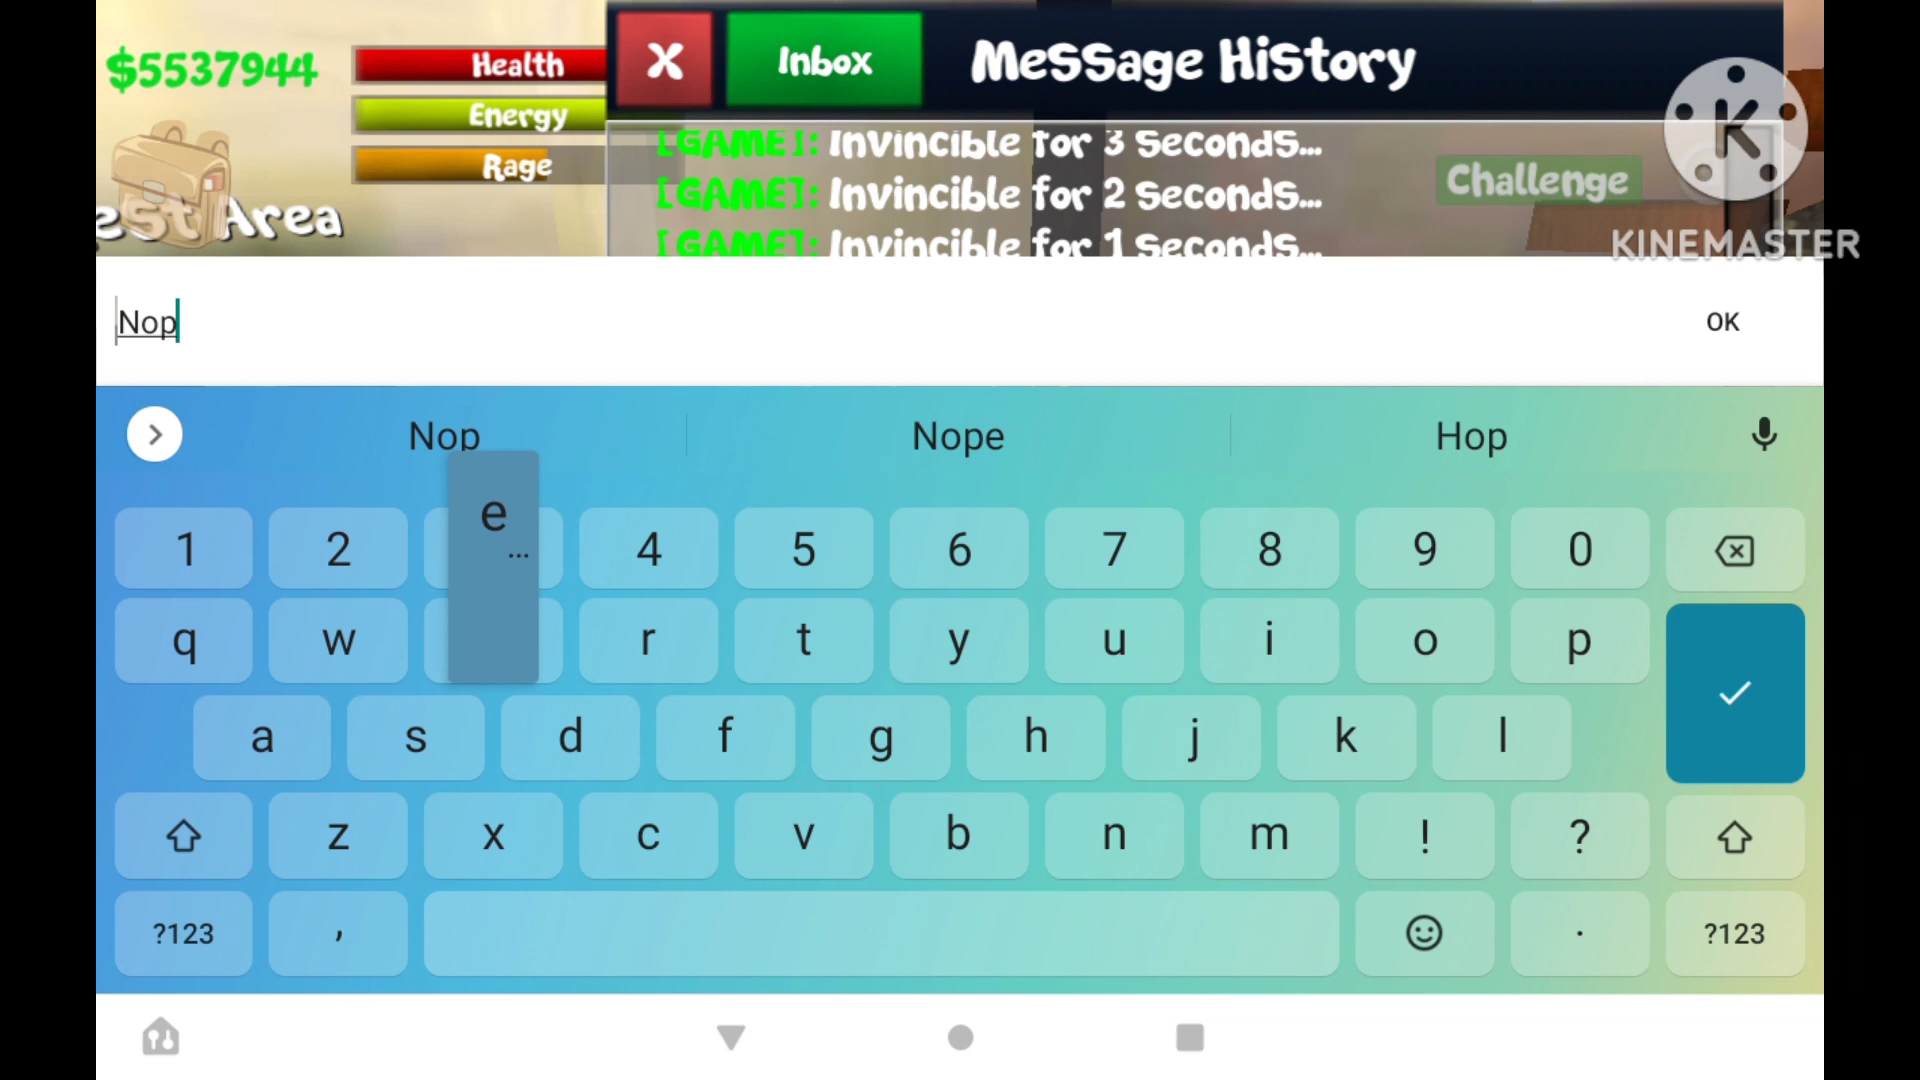 $5537944
Health
Energy
Rage
est Area
X
Inbox
Message History
[GAME]: Invincible for 3 Seconds...
[GAME]: Invincible for 2 Seconds...
[GAME]: Invincible for 1 Seconds...
Challenge
K
KINEMASTER
Nop
OK
Nop
Nope
Hop
e
...
1 2 4 5 6 7 8 9 0
q w r t y u i o p
a s d f g h j k l
z x c v b n m ! ?
?123 , . ?123